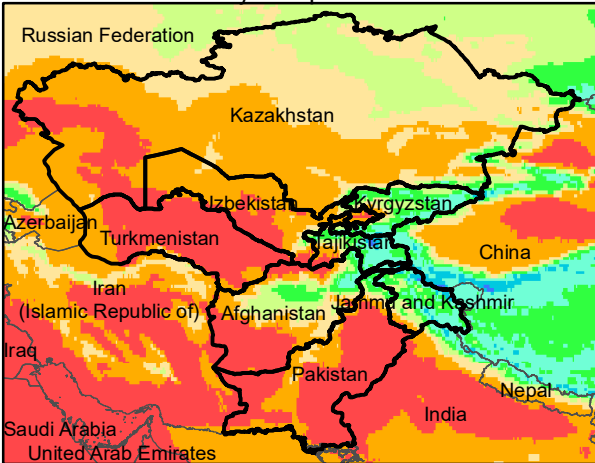 Russian Federation
Kazakhstan
Uzbekistan
Kyrgyzstan
Azerbaijan
Turkmenistan
Tajikistan
China
Iran
(Islamic Republic of)
Afghanistan
Jammu and Kashmir
Iraq
Pakistan
Nepal
India
Saudi Arabia
United Arab Emirates